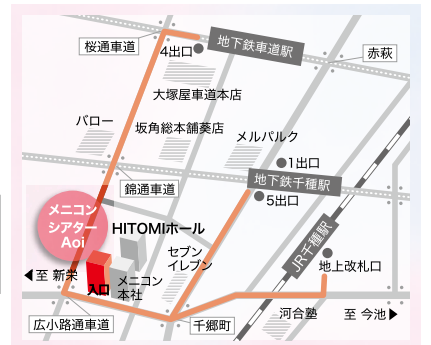 桜通車道
4出口
地下鉄車道駅
赤萩
大塚屋車道本店
バロー
坂角総本舗葵店
メルパルク
1出口
錦通車道
地下鉄千種駅
5出口
メニコン
シアター
Aoi
HITOMIホール
セブン
イレブン
JR千種駅
地上改札口
至 新栄
入口
メニコン
本社
広小路通車道
千郷町
河合塾
至 今池